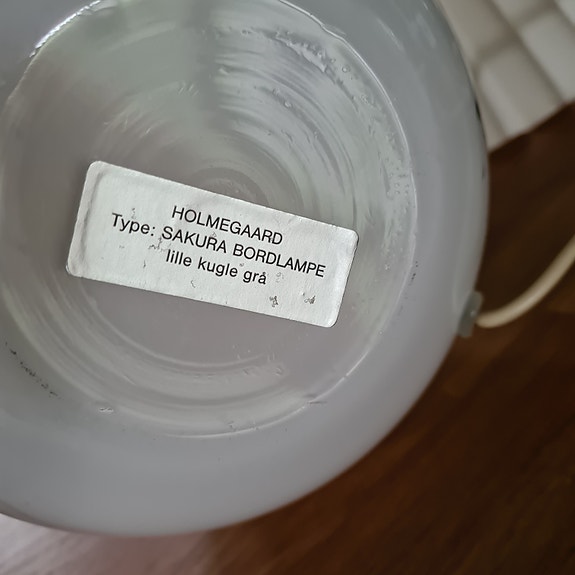 HOLMEGAARD
Type: SAKURA BORDLAMPE
lille kugle grå